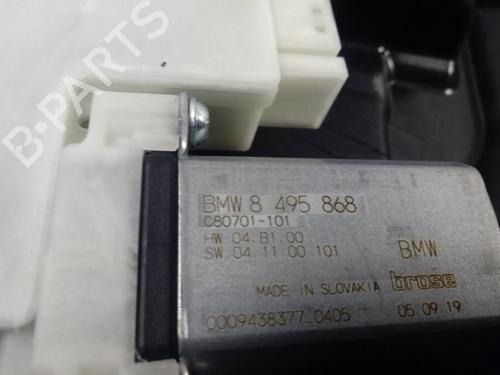 B-PARTS
BMW 8 495 868
C80701-101
HW 04.B1.00
SW 04.11.00 101
BMW
MADE IN SLOVAKIA
brose
0009438377_0405
05.09.19